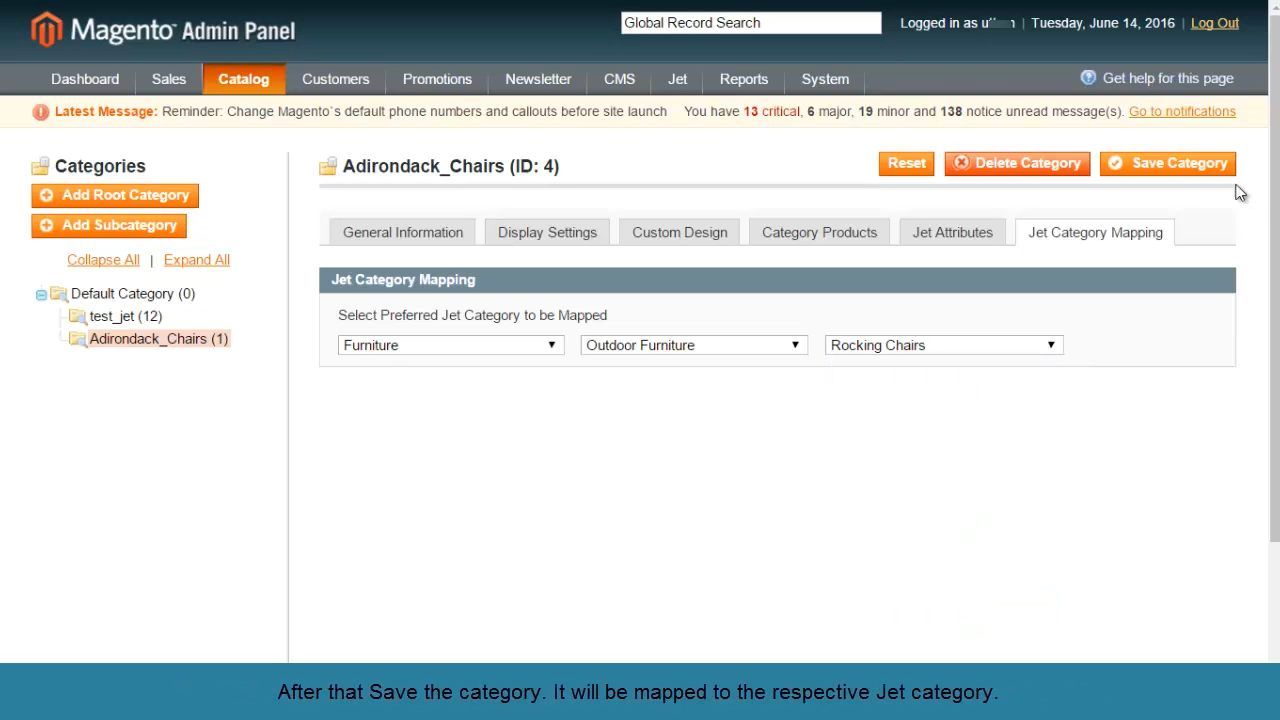 Magento™ Admin Panel
Global Record Search
Logged in as | Tuesday, June 14, 2016 | Log Out
Dashboard Sales Catalog Customers Promotions Newsletter CMS Jet Reports System Get help for this page
Latest Message: Reminder: Change Magento`s default phone numbers and callouts before site launch You have 13 critical, 6 major, 19 minor and 138 notice unread message(s). Go to notifications
Categories
Add Root Category
Add Subcategory
Collapse All | Expand All
Default Category (0)
test_jet (12)
Adirondack_Chairs (1)
Adirondack_Chairs (ID: 4)
Reset Delete Category Save Category
General Information Display Settings Custom Design Category Products Jet Attributes Jet Category Mapping
Jet Category Mapping
Select Preferred Jet Category to be Mapped
Furniture Outdoor Furniture Rocking Chairs
After that Save the category. It will be mapped to the respective Jet category.